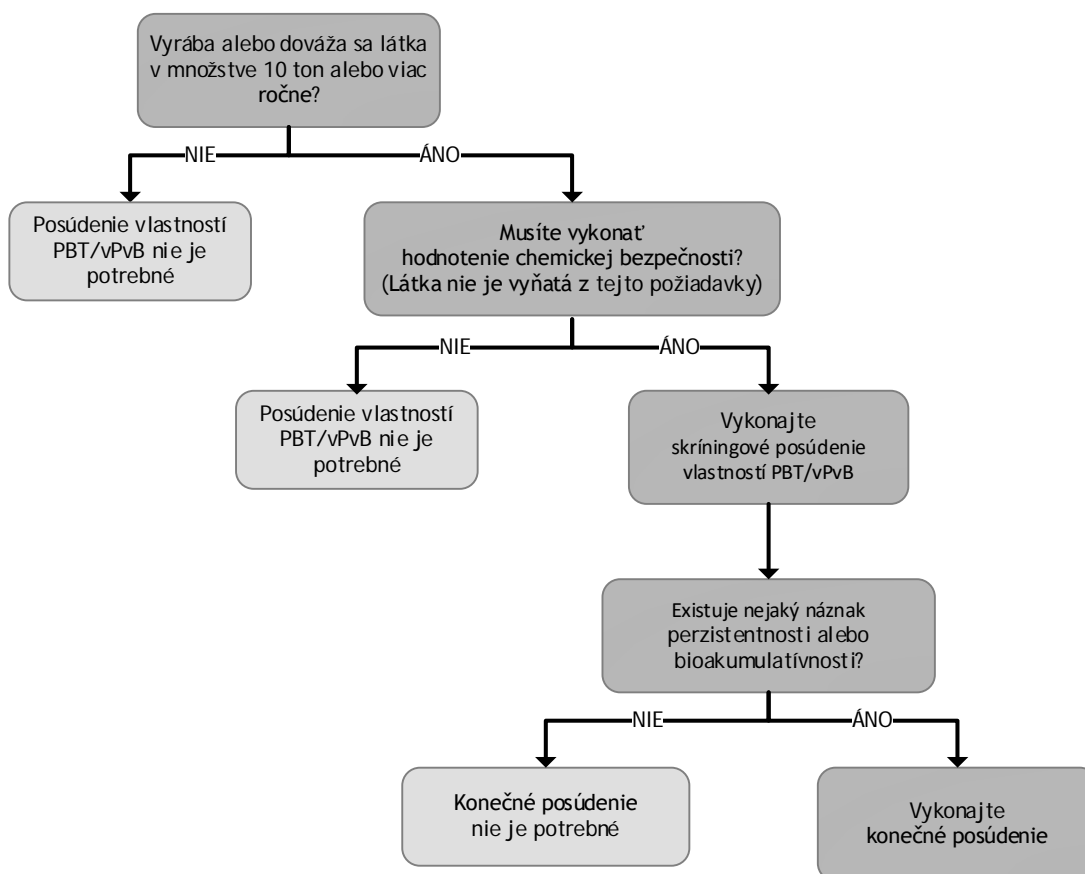 Vyrába alebo dováža sa látka
v množstve 10 ton alebo viac
ročne?
NIE
ÁNO
Posúdenie vlastností
PBT/vPvB nie je
potrebné
Musíte vykonať
hodnotenie chemickej bezpečnosti?
(Látka nie je vyňatá z tejto požiadavky)
NIE
ÁNO
Posúdenie vlastností
PBT/vPvB nie je
potrebné
Vykonajte
skríningové posúdenie
vlastností PBT/vPvB
Existuje nejaký náznak
perzistentnosti alebo
bioakumulatívnosti?
NIE
ÁNO
Konečné posúdenie
nie je potrebné
Vykonajte
konečné posúdenie